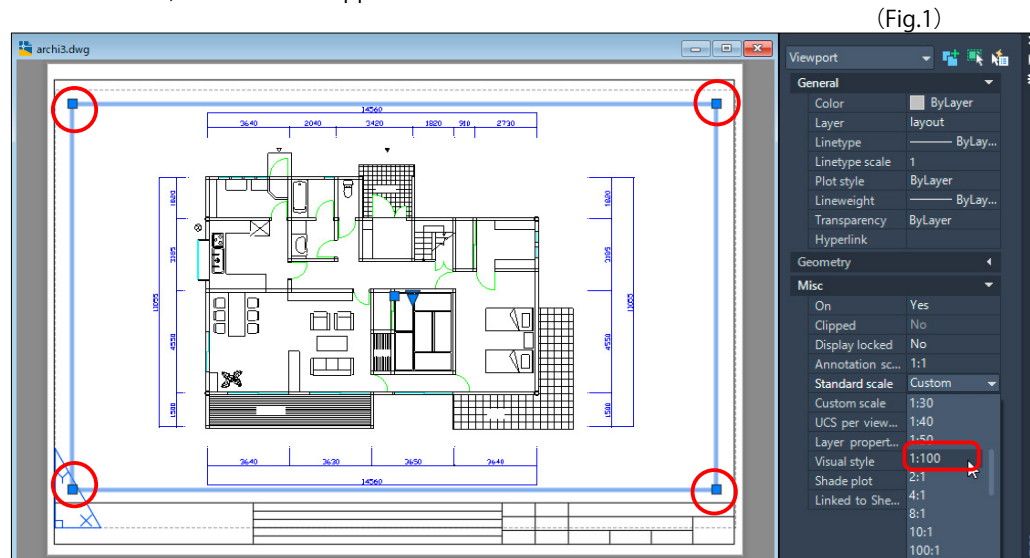 (Fig.1)
archi3.dwg
14560
3640 2040 3420 1820 910 2730
1820
3185
4550
1500
11055
1820
3185
4550
1500
11055
3640 3630 3650 3640
14560
Y
X
Viewport
General
Color ByLayer
Layer layout
Linetype ByLay...
Linetype scale 1
Plot style ByLayer
Lineweight ByLay...
Transparency ByLayer
Hyperlink
Geometry
Misc
On Yes
Clipped No
Display locked No
Annotation sc... 1:1
Standard scale Custom
Custom scale 1:30
UCS per view... 1:40
Layer propert... 1:50
Visual style 1:100
Shade plot 2:1
Linked to She... 4:1
8:1
10:1
100:1